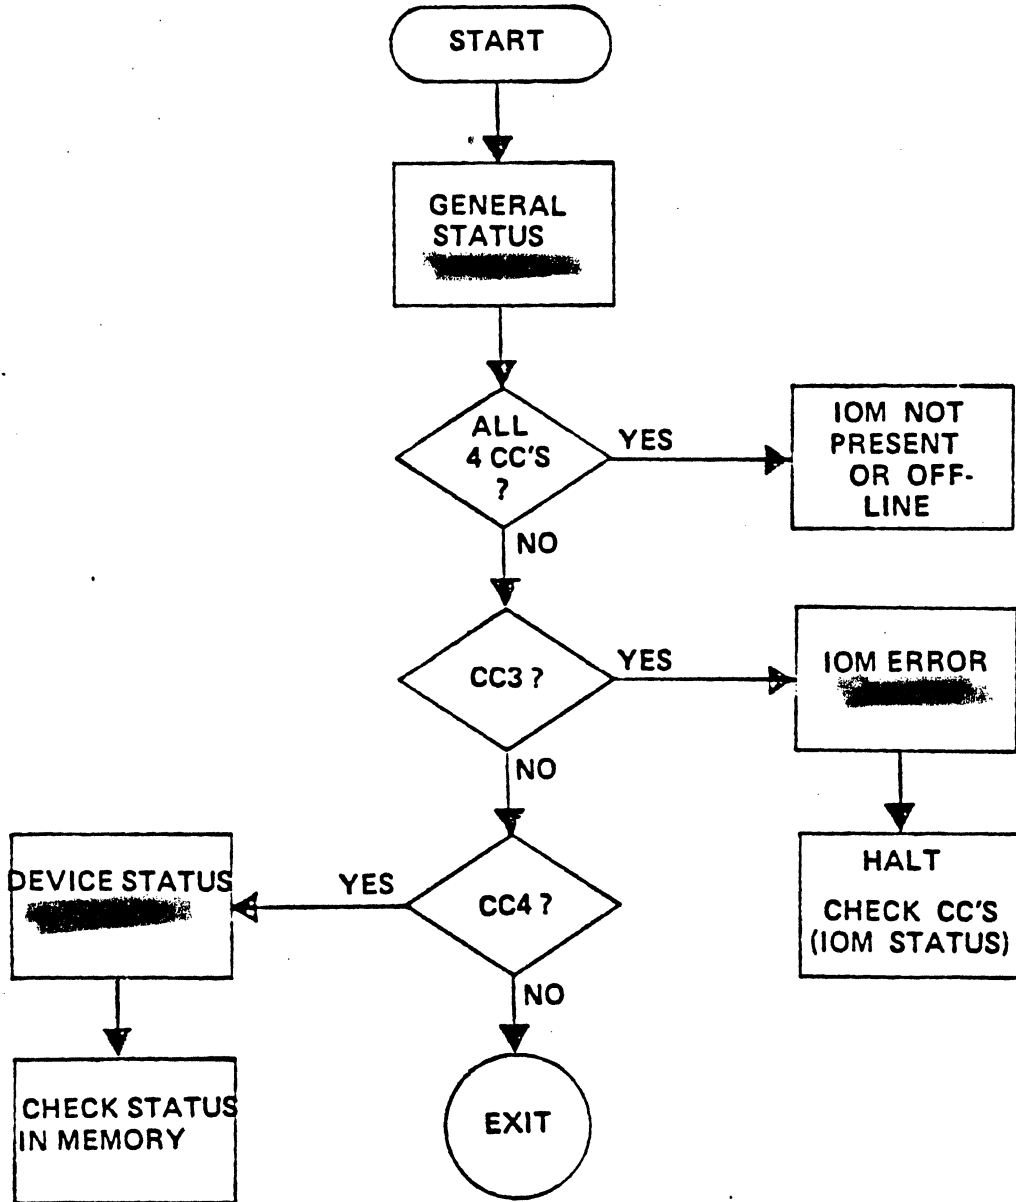 START
GENERAL
STATUS
ALL
4 CC'S
?
YES
IOM NOT
PRESENT
OR OFF-
LINE
NO
CC3 ?
YES
IOM ERROR
NO
HALT
CHECK CC'S
(IOM STATUS)
CC4 ?
YES
DEVICE STATUS
NO
CHECK STATUS
IN MEMORY
EXIT